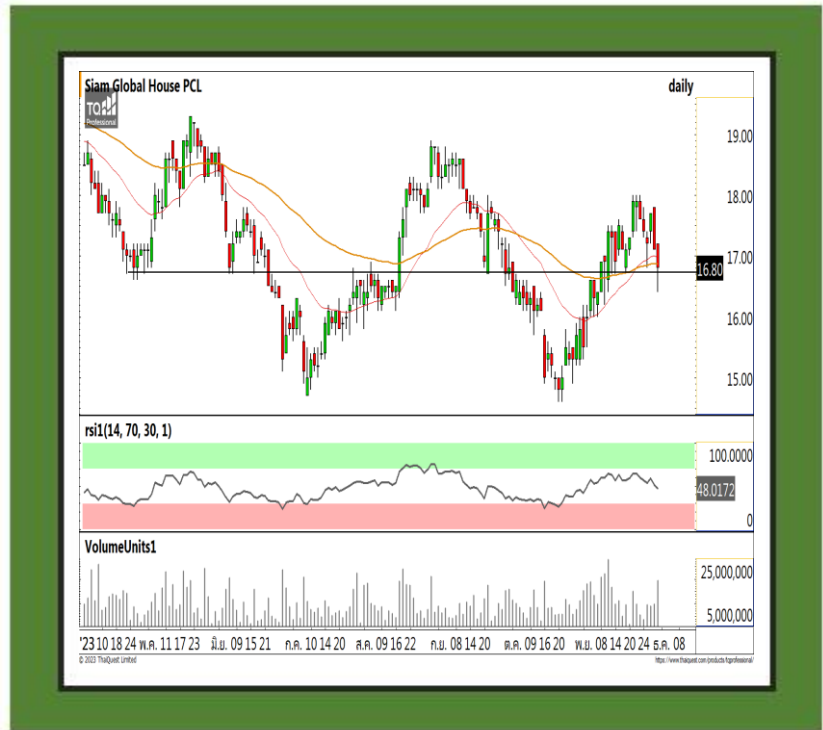 Siam Global House PCL daily
TQ
Professional
19.00
18.00
17.00
16.80
16.00
15.00
rsi1(14, 70, 30, 1)
100.0000
48.0172
0
VolumeUnits1
25,000,000
5,000,000
'23 10 18 24 พ.ค. 11 17 23 มิ.ย. 09 15 21 ก.ค. 10 14 20 ส.ค. 09 16 22 ก.ย. 08 14 20 ต.ค. 09 16 20 พ.ย. 08 14 20 24 ธ.ค. 08
© 2023 ThaiQuest Limited https://www.thaiquest.com/products/tqprofessional/